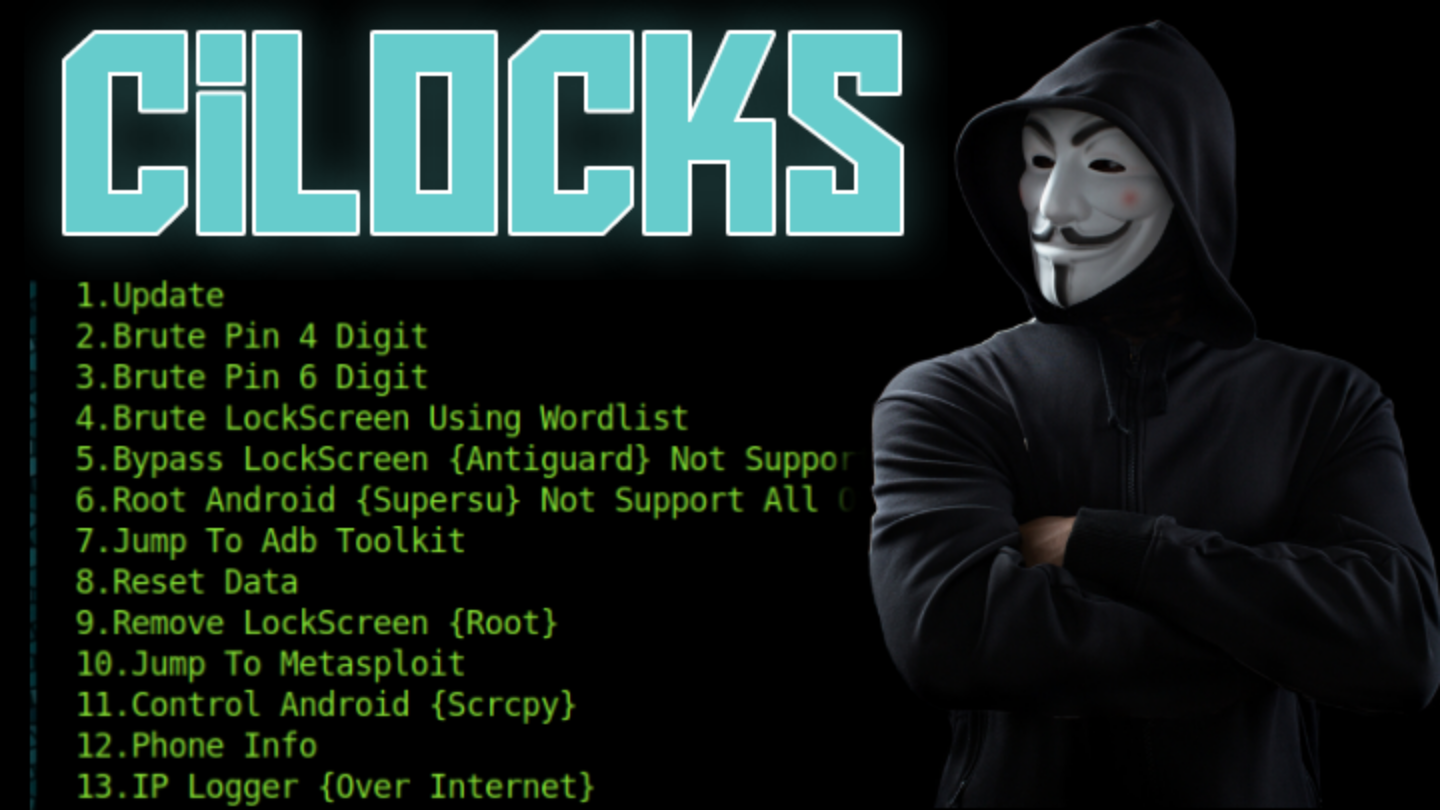 CiLOCKS
1.Update
2.Brute Pin 4 Digit
3.Brute Pin 6 Digit
4.Brute LockScreen Using Wordlist
5.Bypass LockScreen {Antiguard} Not Suppor
6.Root Android {Supersu} Not Support All O
7.Jump To Adb Toolkit
8.Reset Data
9.Remove LockScreen {Root}
10.Jump To Metasploit
11.Control Android {Scrcpy}
12.Phone Info
13.IP Logger {Over Internet}